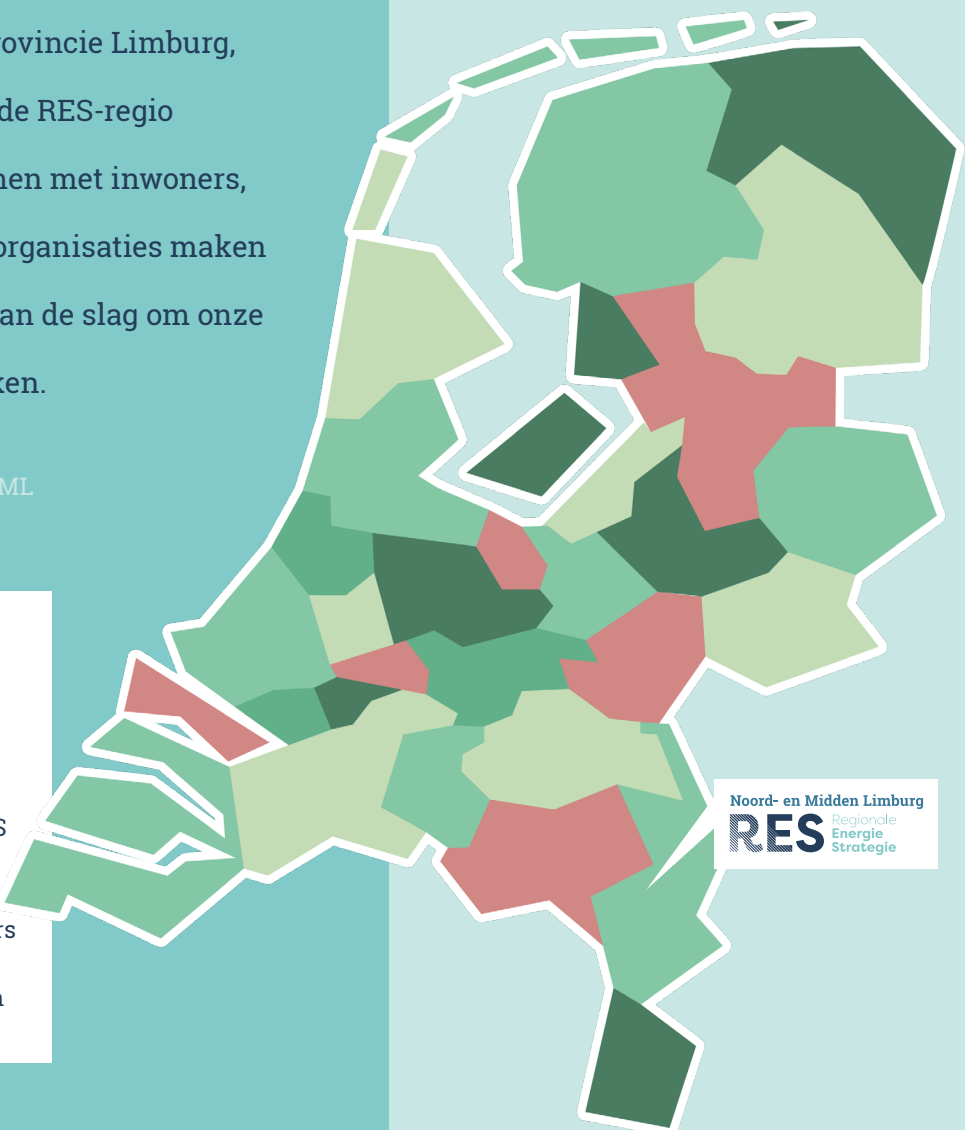 rovincie Limburg,
de RES-regio
nen met inwoners,
organisaties maken
an de slag om onze
ken.
ML
Noord- en Midden Limburg
RES Regionale
Energie
Strategie
s
rs
n